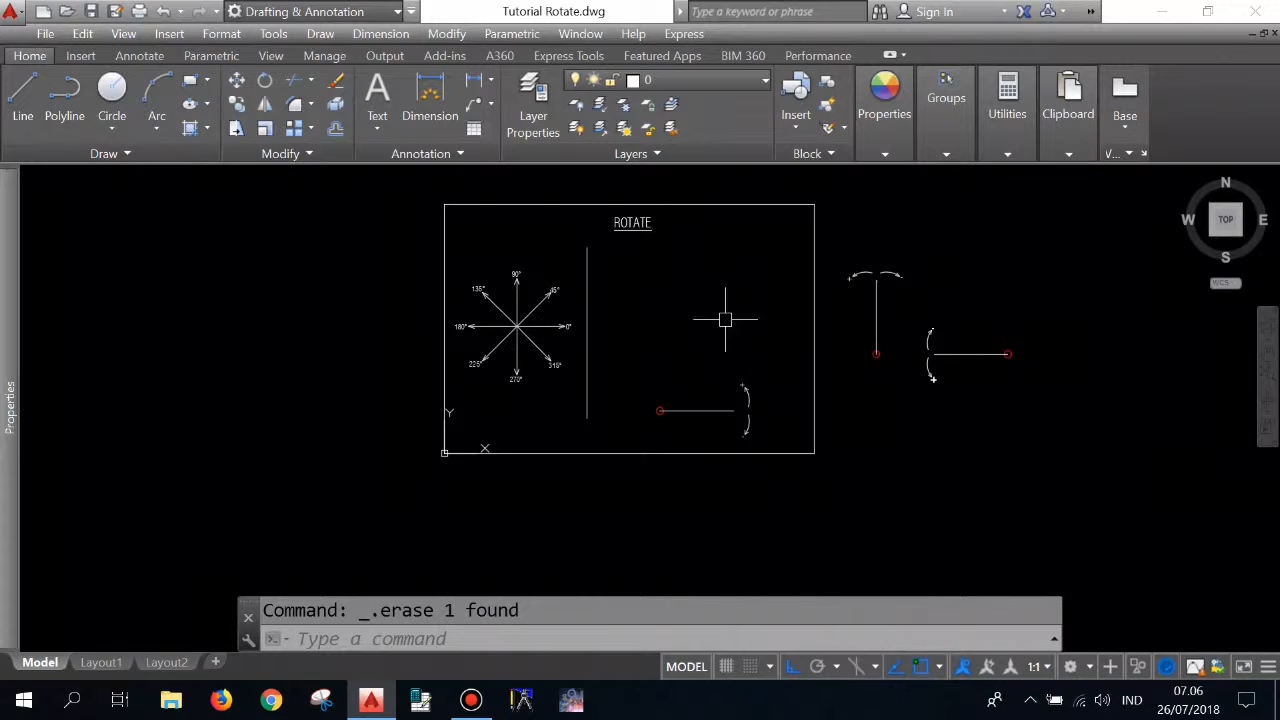 Drafting & Annotation
Tutorial Rotate.dwg
Type a keyword or phrase
Sign In
File Edit View Insert Format Tools Draw Dimension Modify Parametric Window Help Express
Home Insert Annotate Parametric View Manage Output Add-ins A360 Express Tools Featured Apps BIM 360 Performance
0
Line Polyline Circle Arc
Text Dimension
Layer
Properties
Insert
Properties
Groups
Utilities
Clipboard
Base
Draw Modify Annotation Layers Block V...
N
W TOP E
S
WCS
ROTATE
90°
135° 45°
180° 0°
225° 315°
270°
Y
X
Properties
Command: _.erase 1 found
Type a command
Model Layout1 Layout2 +
MODEL
1:1
IND
07.06
26/07/2018